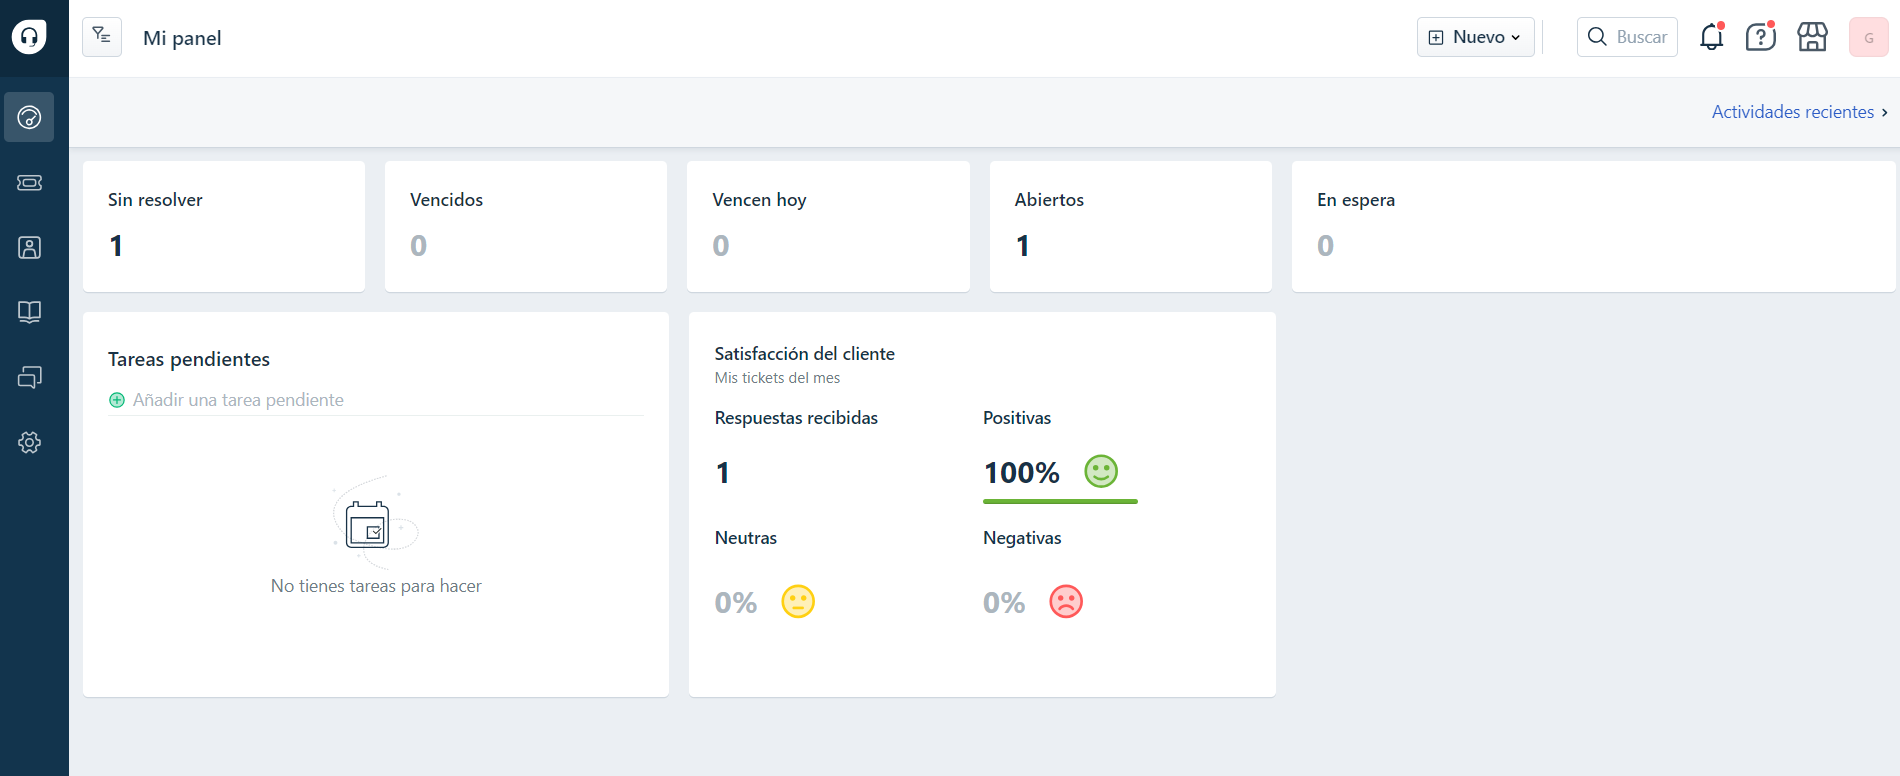 Mi panel
Nuevo
Buscar
G
Actividades recientes
Sin resolver
1
Vencidos
0
Vencen hoy
0
Abiertos
1
En espera
0
Tareas pendientes
Añadir una tarea pendiente
No tienes tareas para hacer
Satisfacción del cliente
Mis tickets del mes
Respuestas recibidas
1
Positivas
100%
Neutras
0%
Negativas
0%